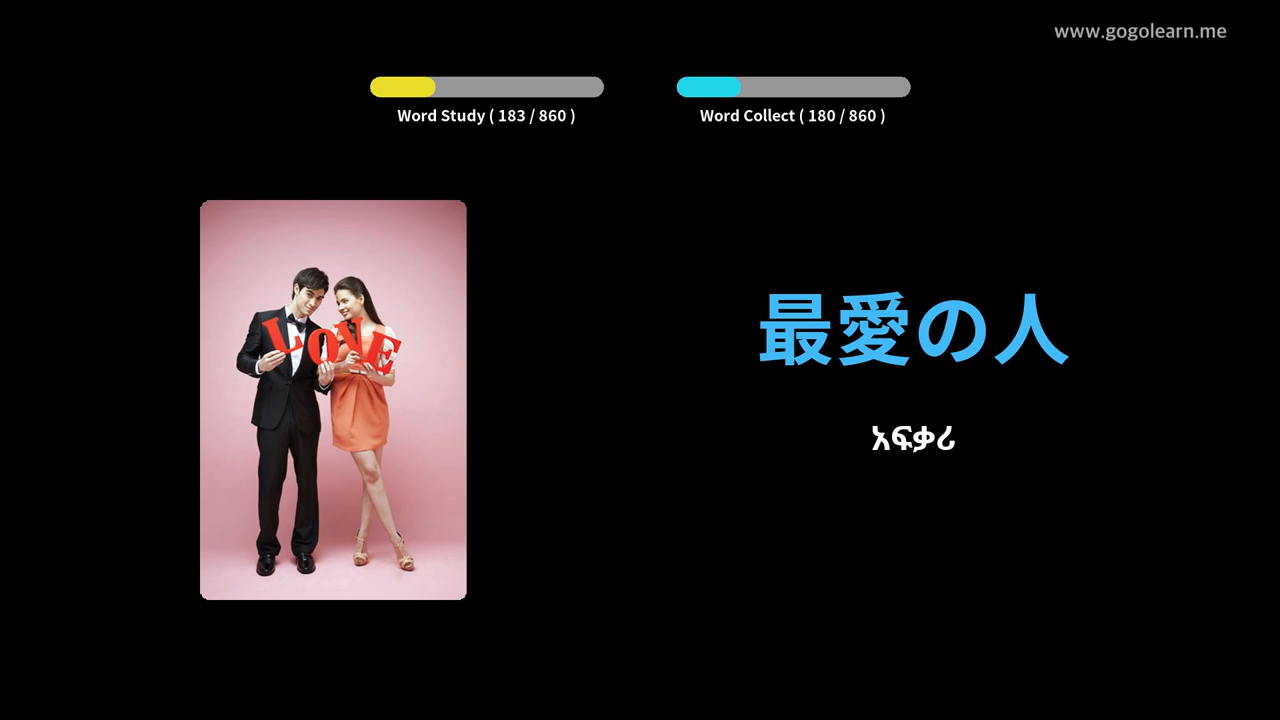 www.gogolearn.me
Word Study ( 183 / 860 )
Word Collect ( 180 / 860 )
LOVE
最愛の人
አፍቃሪ